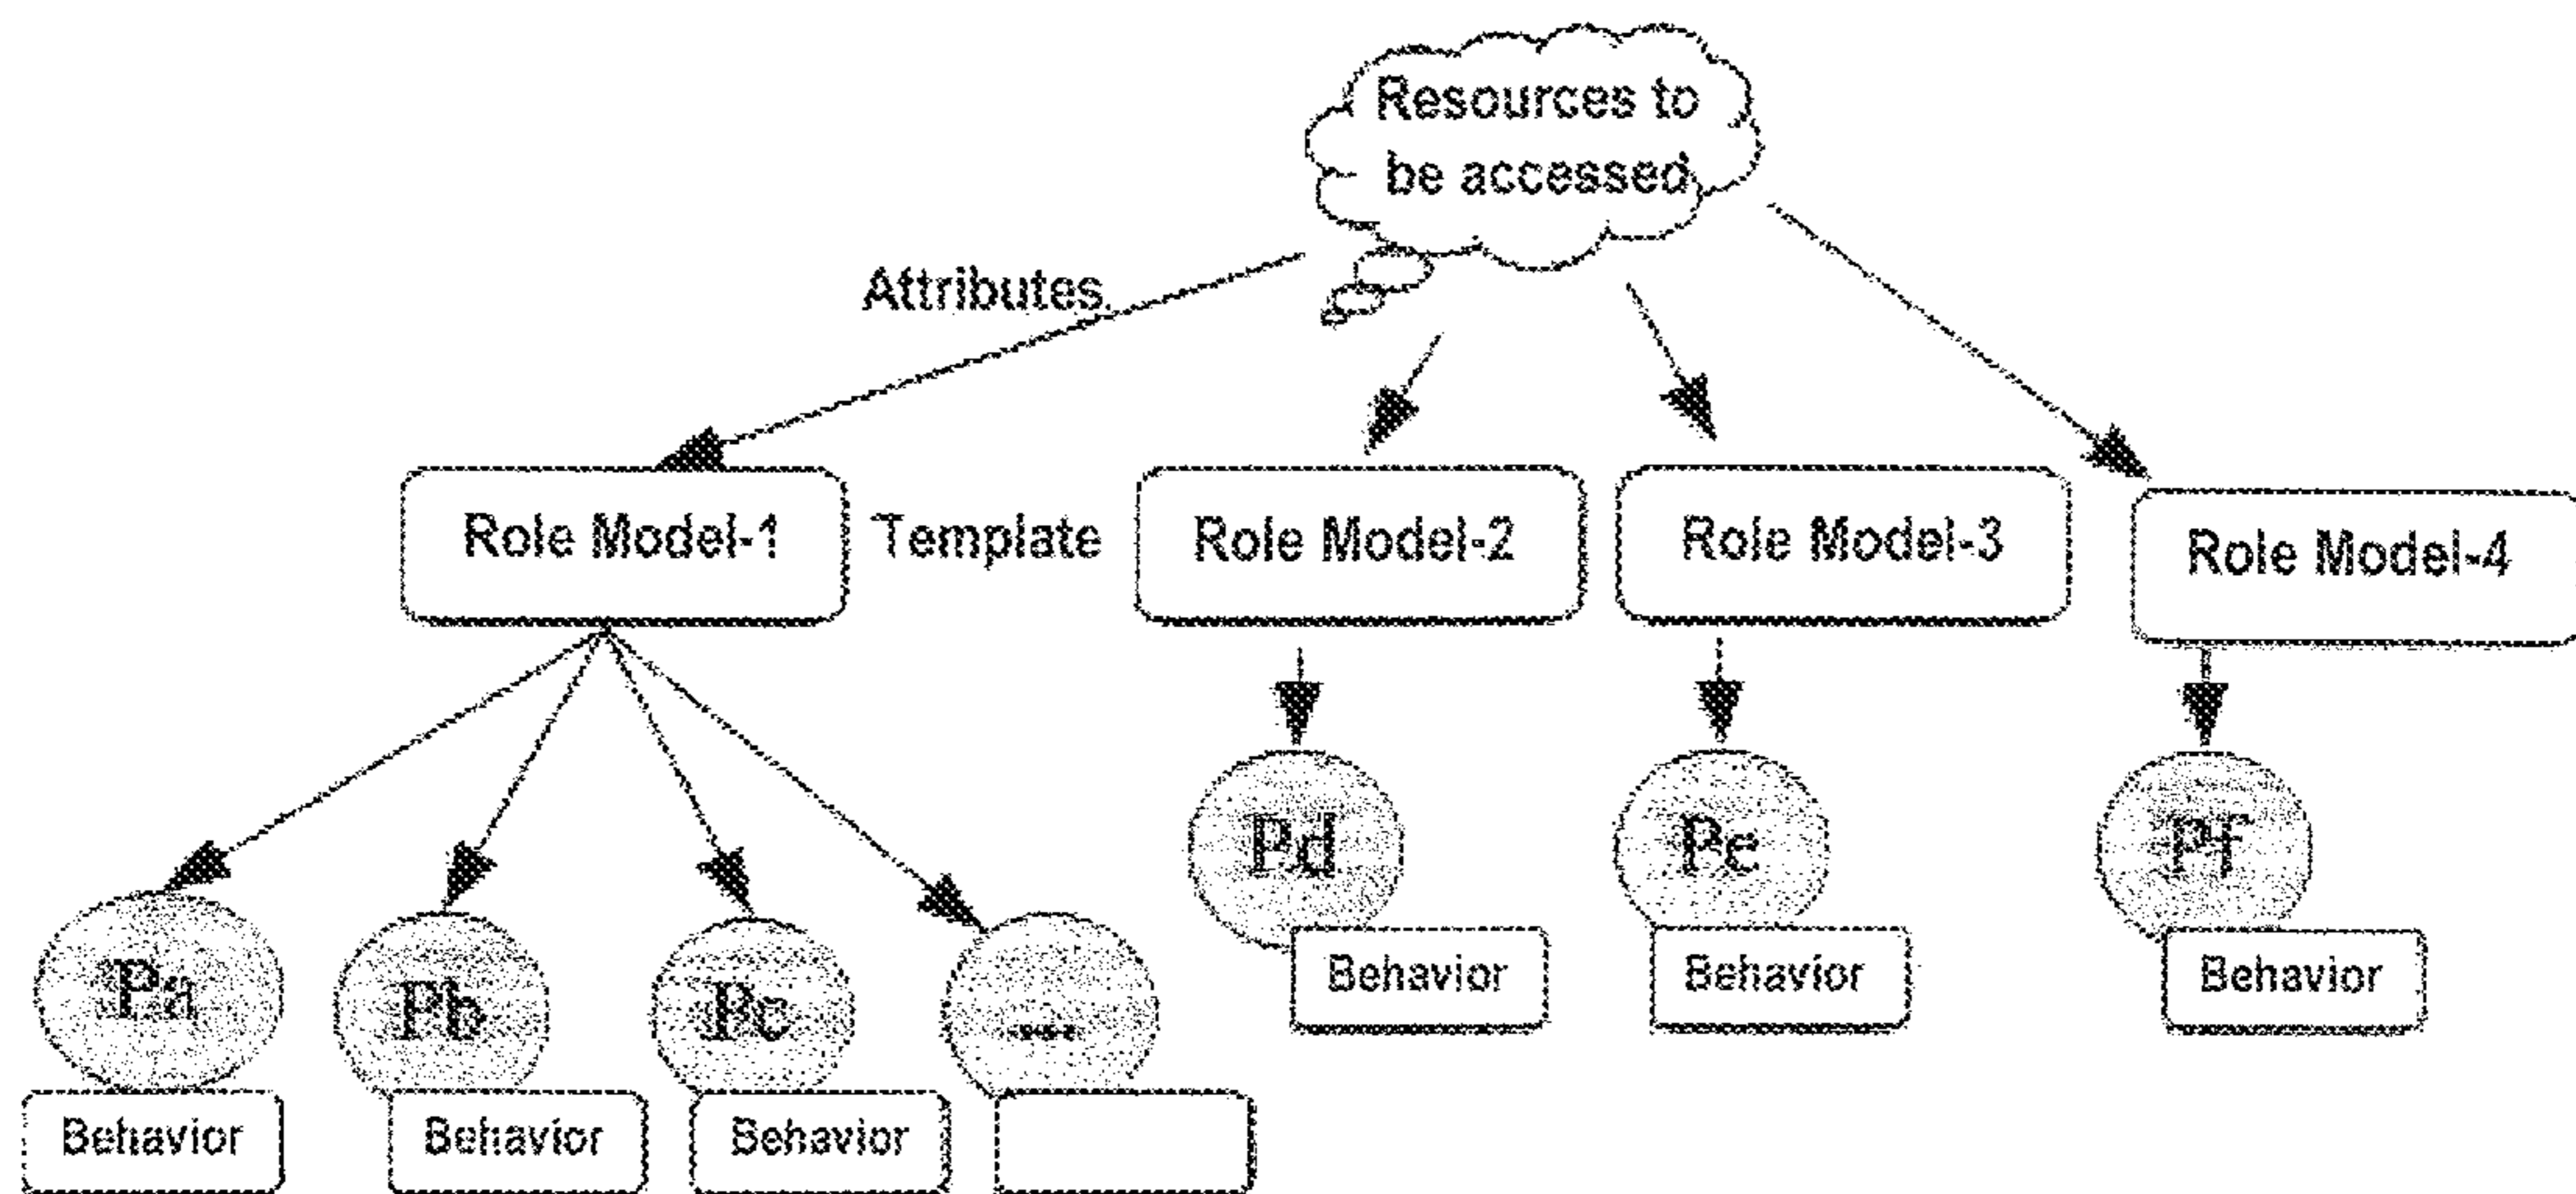 Resources to
be accessed
Attributes
Role Model-1
Template
Role Model-2
Role Model-3
Role Model-4
Pd
Pe
Pf
Behavior
Behavior
Behavior
Pa
Pb
Pc
...
Behavior
Behavior
Behavior